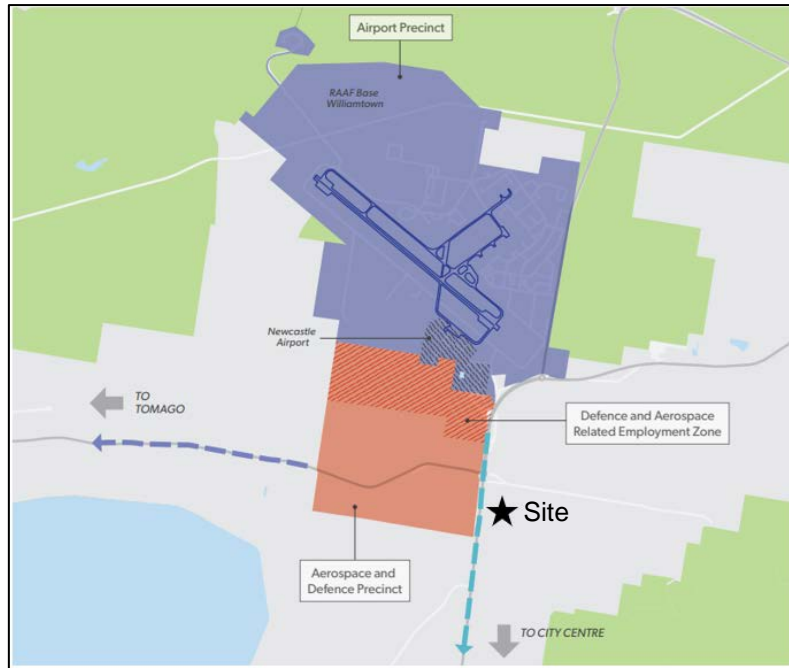 Airport Precinct
RAAF Base
Williamtown
Newcastle
Airport
TO
TOMAGO
Defence and Aerospace
Related Employment Zone
Site
Aerospace and
Defence Precinct
TO CITY CENTRE